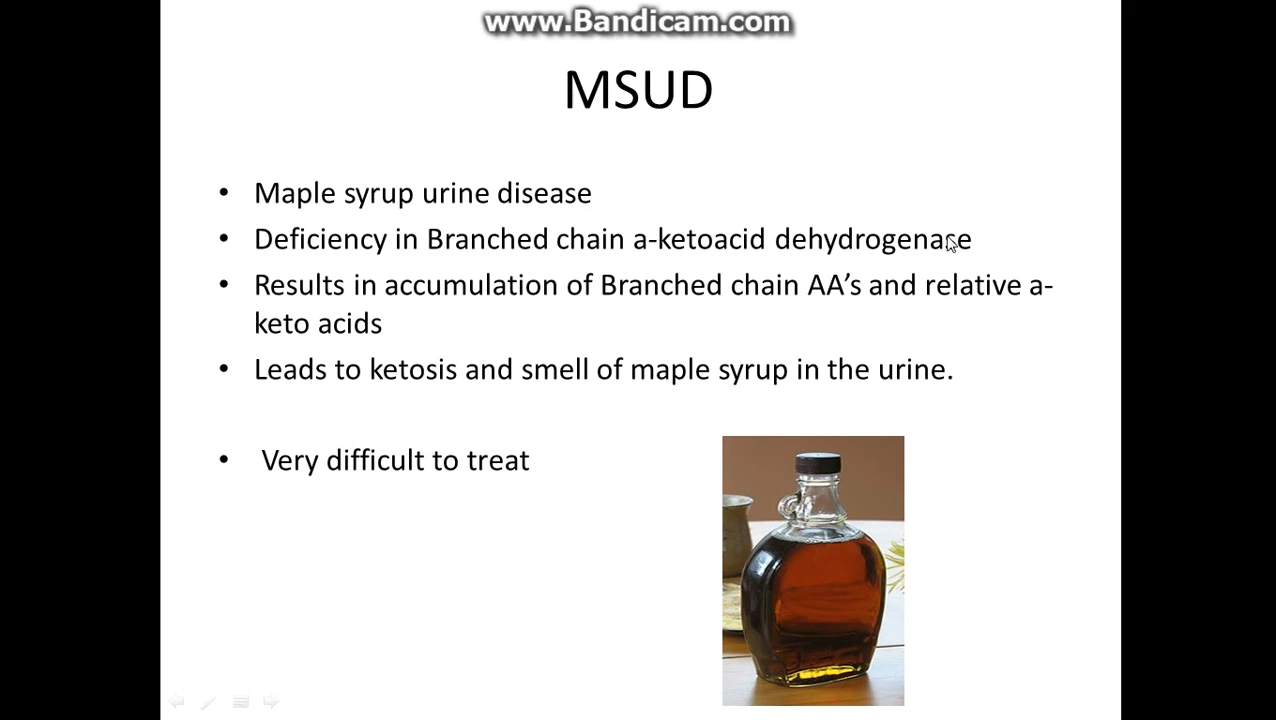 www.Bandicam.com
MSUD
• Maple syrup urine disease
• Deficiency in Branched chain a-ketoacid dehydrogenase
• Results in accumulation of Branched chain AA’s and relative a-
keto acids
• Leads to ketosis and smell of maple syrup in the urine.
• Very difficult to treat